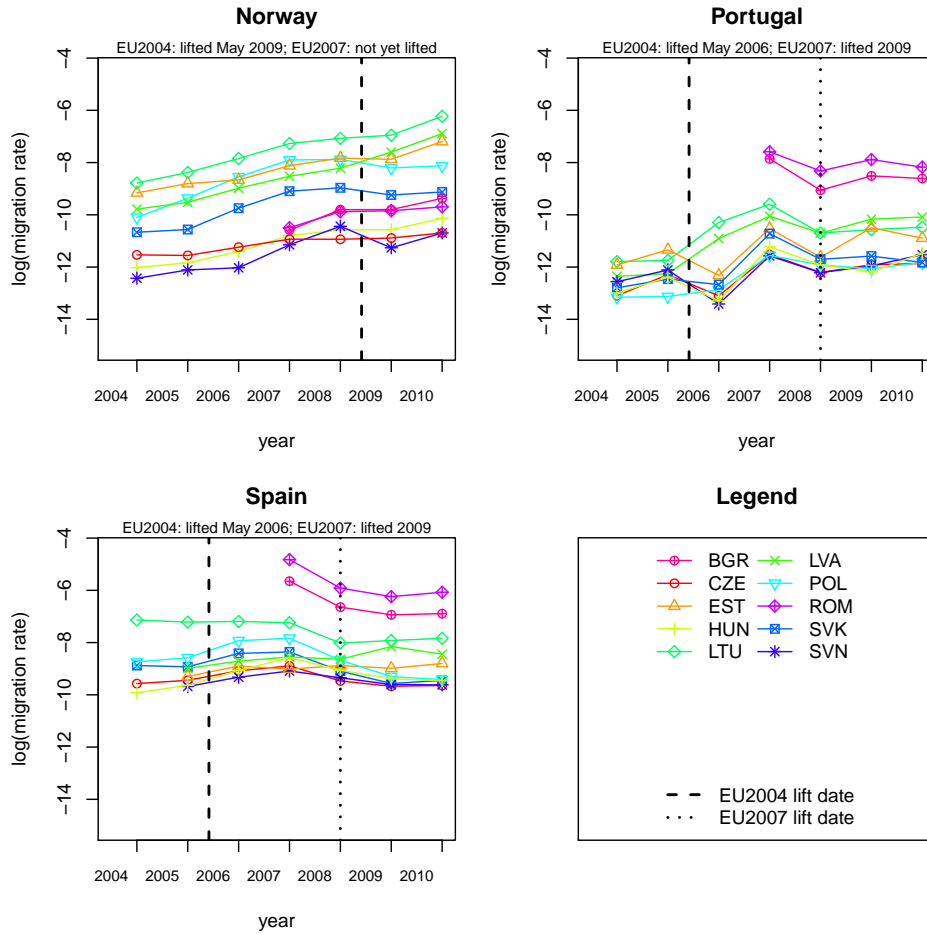 Norway
EU2004: lifted May 2009; EU2007: not yet lifted
log(migration rate)
−4
−6
−8
−10
−12
−14
2004 2005 2006 2007 2008 2009 2010
year
Portugal
EU2004: lifted May 2006; EU2007: lifted 2009
log(migration rate)
−4
−6
−8
−10
−12
−14
2004 2005 2006 2007 2008 2009 2010
year
Spain
EU2004: lifted May 2006; EU2007: lifted 2009
log(migration rate)
−4
−6
−8
−10
−12
−14
2004 2005 2006 2007 2008 2009 2010
year
Legend
BGR LVA
CZE POL
EST ROM
HUN SVK
LTU SVN
EU2004 lift date
EU2007 lift date